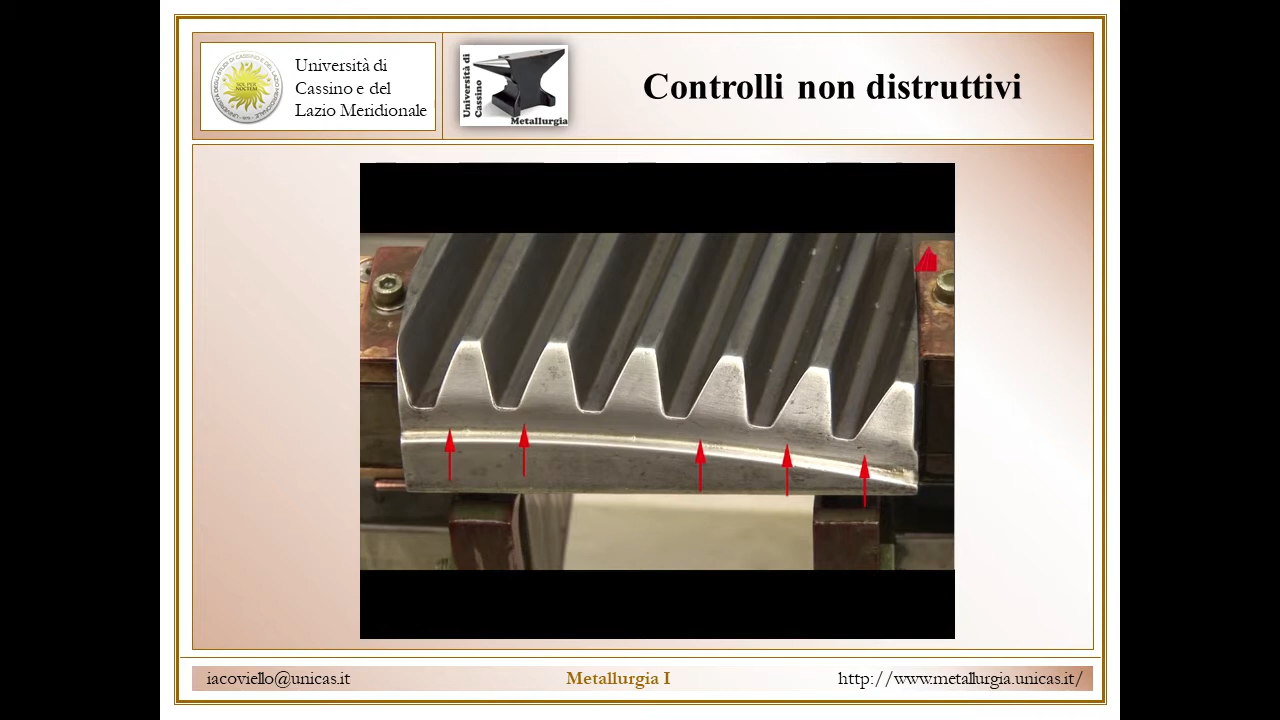 Università di
Cassino e del
Lazio Meridionale
Università di
Cassino
Metallurgia
Controlli non distruttivi
iacoviello@unicas.it
Metallurgia I
http://www.metallurgia.unicas.it/